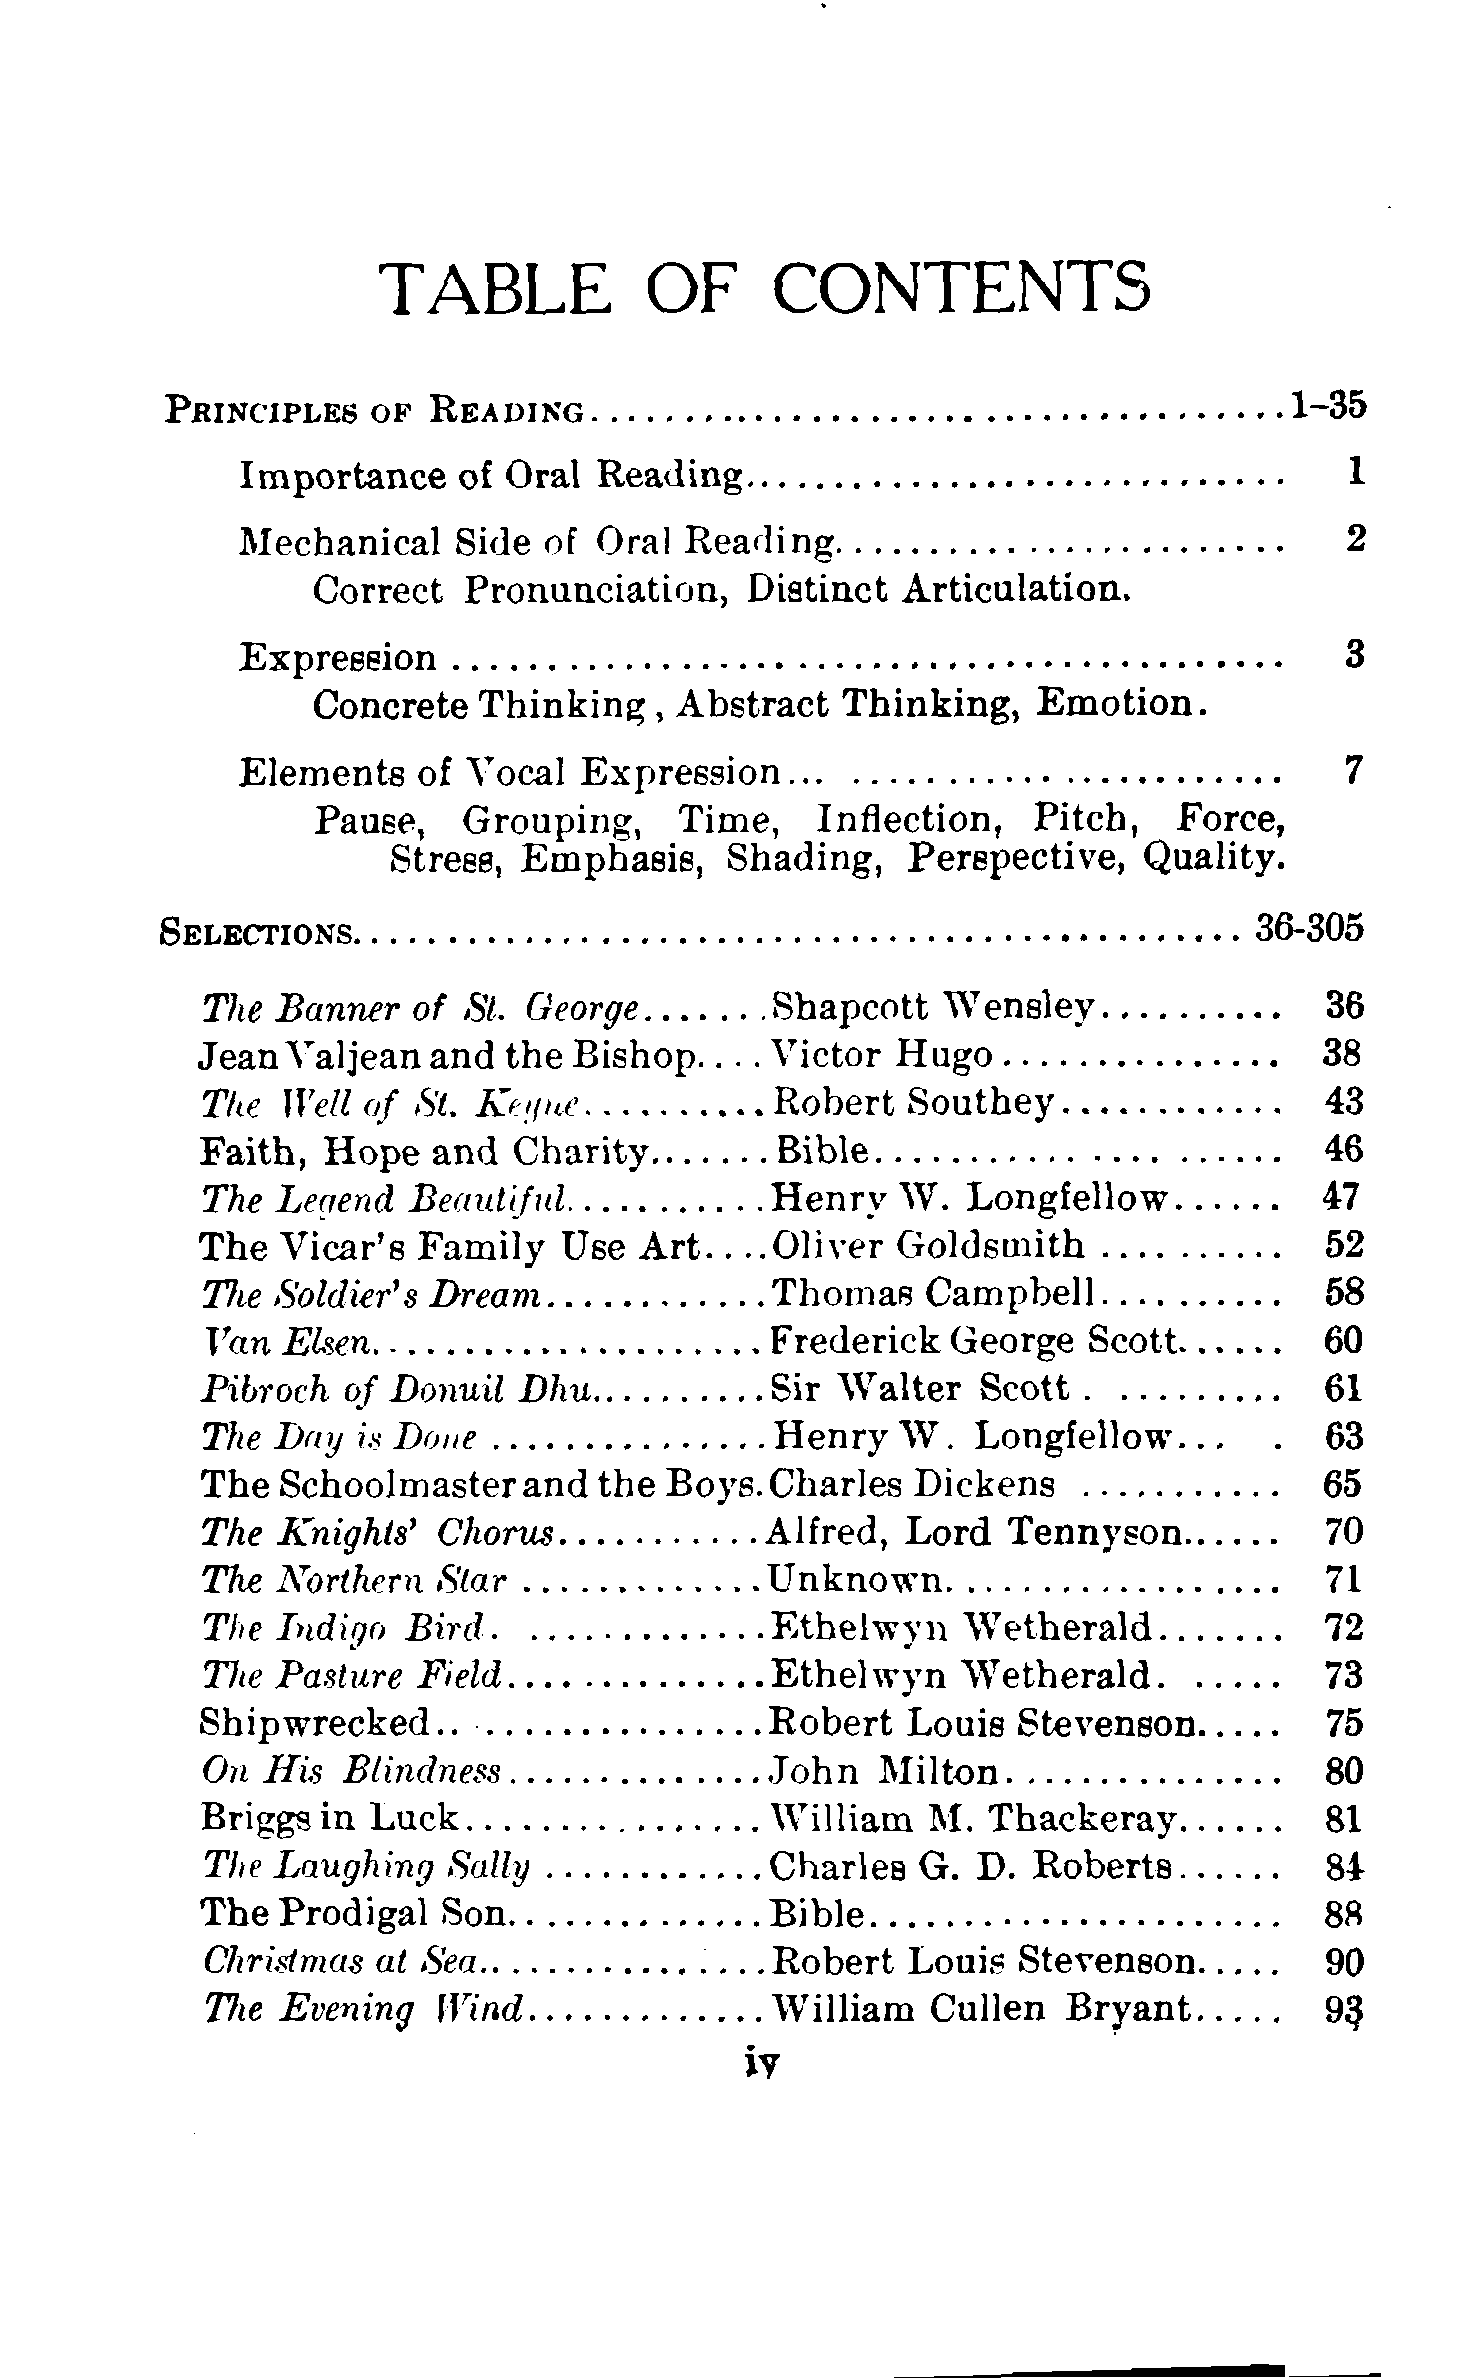 TABLE OF CONTENTS
PRINCIPLES OF READING.....................................1-35
Importance of Oral Reading............................ 1
Mechanical Side of Oral Reading........................ 2
Correct Pronunciation, Distinct Articulation.
Expression ........................................... 3
Concrete Thinking, Abstract Thinking, Emotion.
Elements of Vocal Expression... ....................... 7
Pause, Grouping, Time, Inflection, Pitch, Force,
Stress, Emphasis, Shading, Perspective, Quality.
SELECTIONS...............................................36-305
The Banner of St. George.......Shapcott Wensley.......... 36
Jean Valjean and the Bishop....Victor Hugo............... 38
The Well of St. Keyne..........Robert Southey............ 43
Faith, Hope and Charity.......Bible..................... 46
The Legend Beautiful...........Henry W. Longfellow...... 47
The Vicar's Family Use Art....Oliver Goldsmith .......... 52
The Soldier's Dream............Thomas Campbell.......... 58
Van Elsen.....................Frederick George Scott...... 60
Pibroch of Donuil Dhu..........Sir Walter Scott . ......... 61
The Day is Done ...............Henry W. Longfellow... . 63
The Schoolmaster and the Boys.Charles Dickens ........... 65
The Knights' Chorus...........Alfred, Lord Tennyson...... 70
The Northern Star .............Unknown.................. 71
The Indigo Bird. .............Ethelwyn Wetherald....... 72
The Pasture Field..............Ethelwyn Wetherald. ..... 73
Shipwrecked.. ................Robert Louis Stevenson..... 75
On His Blindness..............John Milton............... 80
Briggs in Luck................William M. Thackeray...... 81
The Laughing Sally ............Charles G. D. Roberts...... 84
The Prodigal Son..............Bible...................... 88
Christmas at Sea...............Robert Louis Stevenson..... 90
The Evening Wind.............William Cullen Bryant..... 93
iv